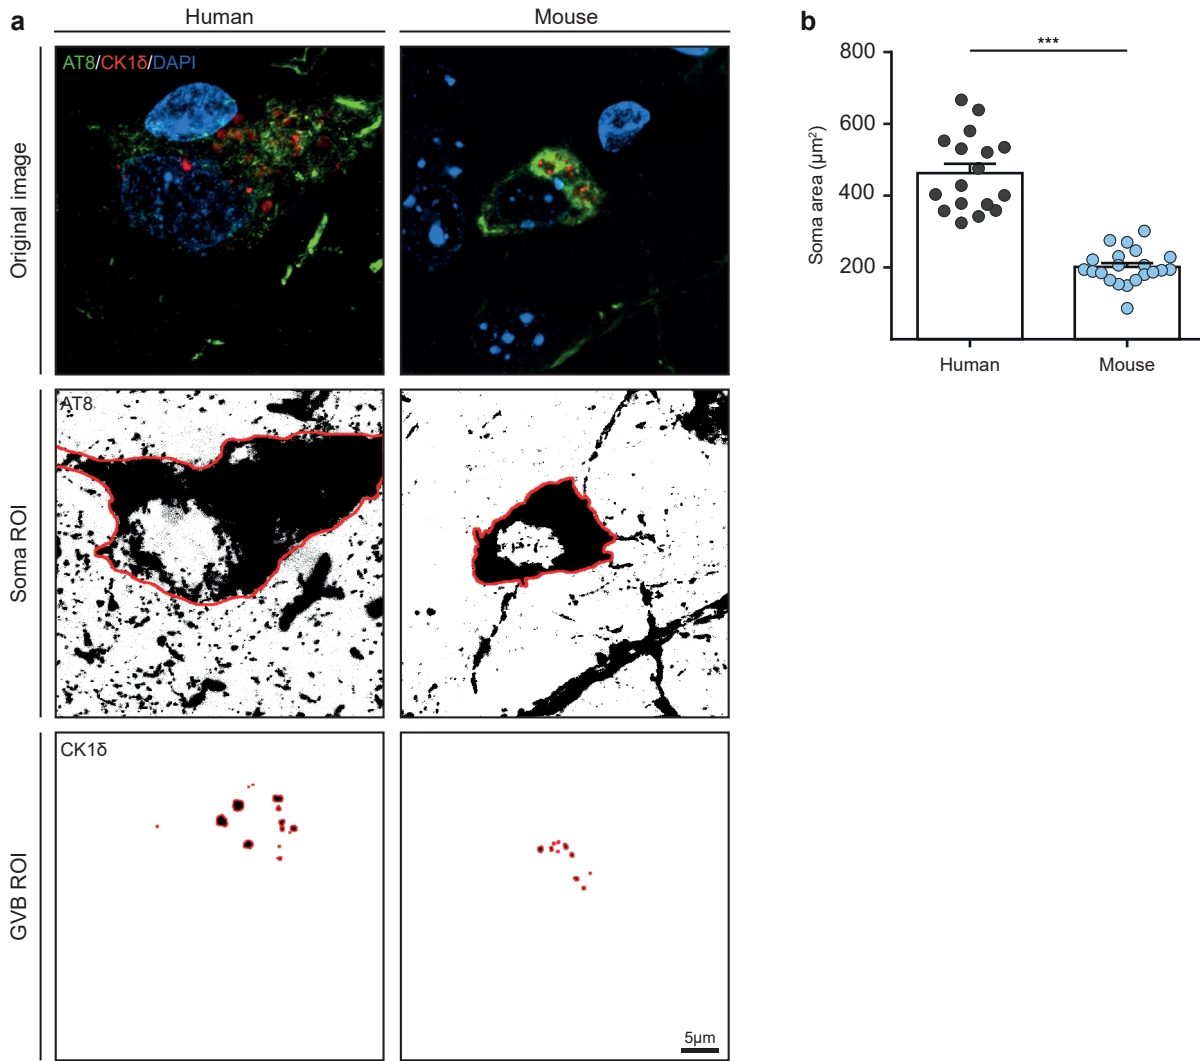 a
Human
Mouse
Original image
AT8/CK1δ/DAPI
Soma ROI
AT8
GVB ROI
CK1δ
5µm
b
***
Soma area (µm²)
800
600
400
200
Human
Mouse